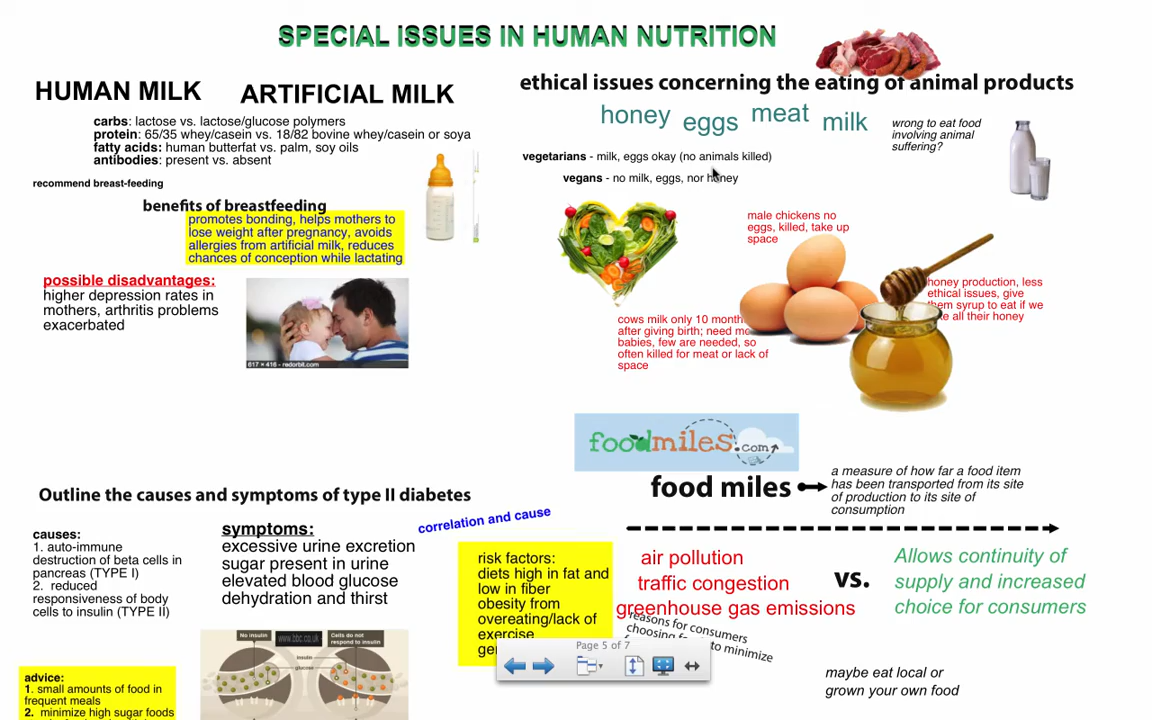 SPECIAL ISSUES IN HUMAN NUTRITION
HUMAN MILK
ARTIFICIAL MILK
carbs: lactose vs. lactose/glucose polymers
protein: 65/35 whey/casein vs. 18/82 bovine whey/casein or soya
fatty acids: human butterfat vs. palm, soy oils
antibodies: present vs. absent
recommend breast-feeding
benefits of breastfeeding
promotes bonding, helps mothers to
lose weight after pregnancy, avoids
allergies from artificial milk, reduces
chances of conception while lactating
possible disadvantages:
higher depression rates in
mothers, arthritis problems
exacerbated
617 × 416 - redorbit.com
ethical issues concerning the eating of animal products
honey eggs meat milk
wrong to eat food
involving animal
suffering?
vegetarians - milk, eggs okay (no animals killed)
vegans - no milk, eggs, nor honey
male chickens no
eggs, killed, take up
space
honey production, less
ethical issues, give
them syrup to eat if we
all their honey
cows milk only 10
after giving birth; need
babies, few are needed, so
often killed for meat or lack of
space
foodmiles.com
food miles
a measure of how far a food item
has been transported from its site
of production to its site of
consumption
air pollution
traffic congestion
greenhouse gas emissions
vs.
Allows continuity of
supply and increased
choice for consumers
reasons for consumers
choosing
to minimize
maybe eat local or
grown your own food
Outline the causes and symptoms of type II diabetes
causes:
1. auto-immune
destruction of beta cells in
pancreas (TYPE I)
2. reduced
responsiveness of body
cells to insulin (TYPE II)
symptoms:
excessive urine excretion
sugar present in urine
elevated blood glucose
dehydration and thirst
correlation and cause
risk factors:
diets high in fat and
low in fiber
obesity from
overeating/lack of
exercise
No insulin
www.bbc.co.uk
Cells do not
respond to insulin
insulin
glucose
advice:
1. small amounts of food in
frequent meals
2. minimize high sugar foods
Page 5 of 7